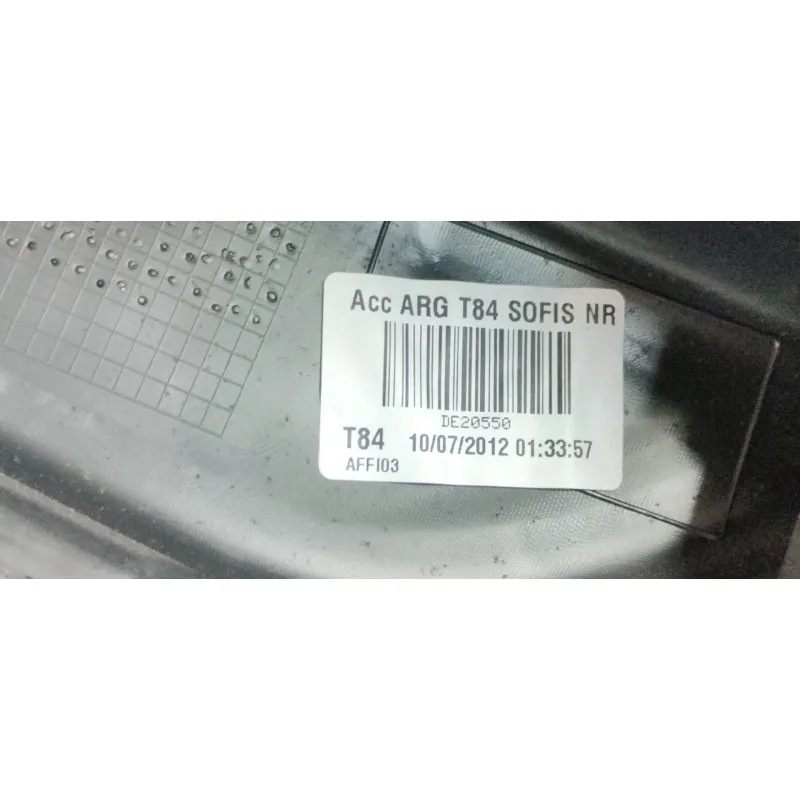 Acc ARG T84 SOFIS NR
DE20550
T84 10/07/2012 01:33:57
AFFI03